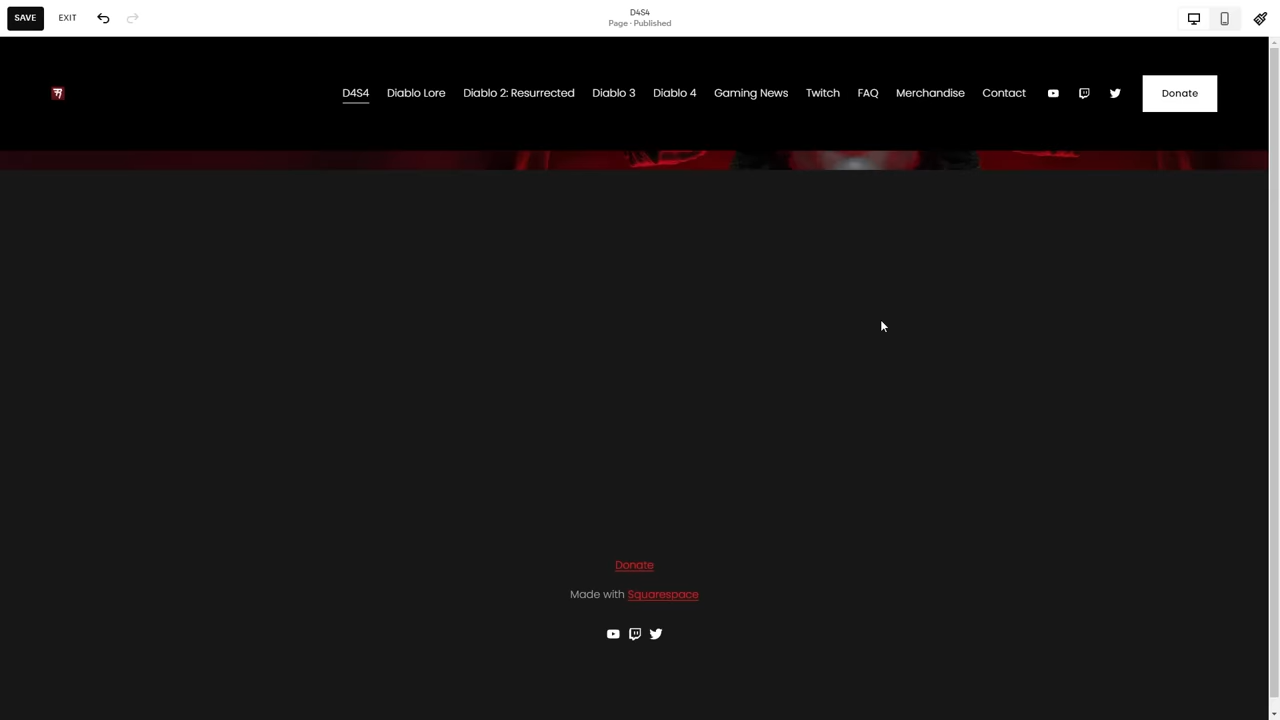 SAVE
EXIT
D4S4
Page · Published
D4S4
Diablo Lore
Diablo 2: Resurrected
Diablo 3
Diablo 4
Gaming News
Twitch
FAQ
Merchandise
Contact
Donate
Donate
Made with Squarespace